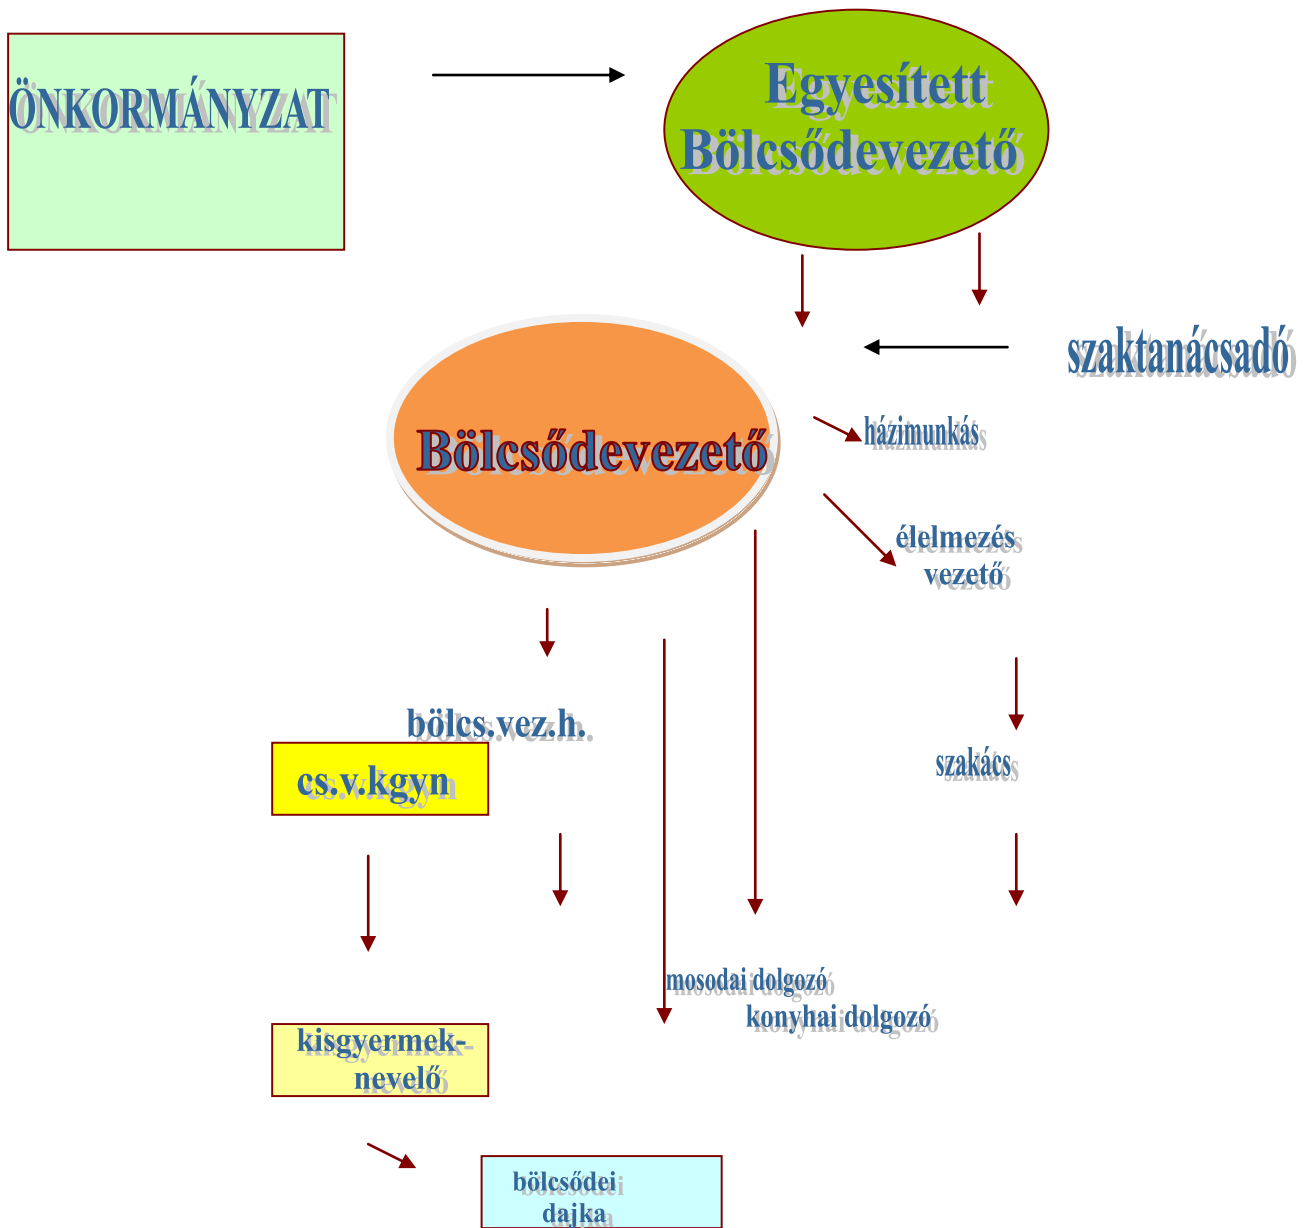 ÖNKORMÁNYZAT
Egyesített
Bölcsődevezető
szaktanácsadó
Bölcsődevezető
házimunkás
élelmezés
vezető
bölcs.vez.h.
cs.v.kgyn
szakács
mosodai dolgozó
konyhai dolgozó
kisgyermek-
nevelő
bölcsődei
dajka